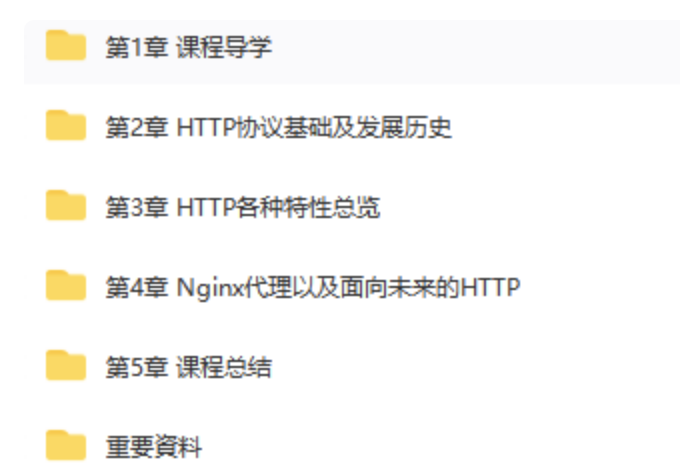 第1章 课程导学
第2章 HTTP协议基础及发展历史
第3章 HTTP各种特性总览
第4章 Nginx代理以及面向未来的HTTP
第5章 课程总结
重要資料